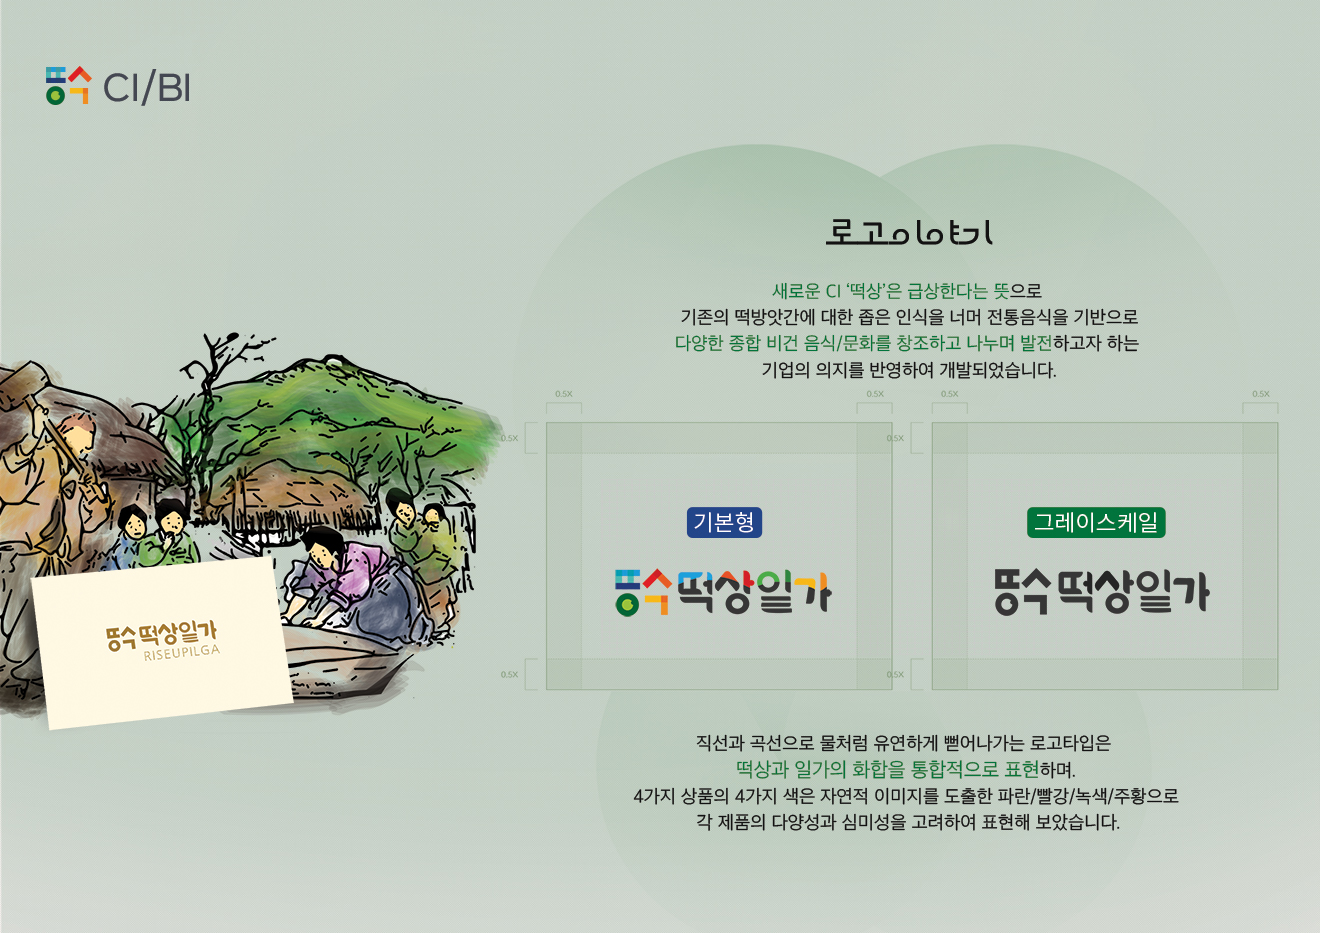 풍수 CI/BI
로고이야기
새로운 CI ‘떡상’은 급상한다는 뜻으로
기존의 떡방앗간에 대한 좁은 인식을 너머 전통음식을 기반으로
다양한 종합 비건 음식/문화를 창조하고 나누며 발전하고자 하는
기업의 의지를 반영하여 개발되었습니다.
0.5X 0.5X 0.5X 0.5X
0.5X 0.5X
기본형 그레이스케일
풍수 떡상일가 뚱수 떡상일가
뚱수 떡상일가
RISEUPILGA
0.5X 0.5X
직선과 곡선으로 물처럼 유연하게 뻗어나가는 로고타입은
떡상과 일가의 화합을 통합적으로 표현하며.
4가지 상품의 4가지 색은 자연적 이미지를 도출한 파란/빨강/녹색/주황으로
각 제품의 다양성과 심미성을 고려하여 표현해 보았습니다.